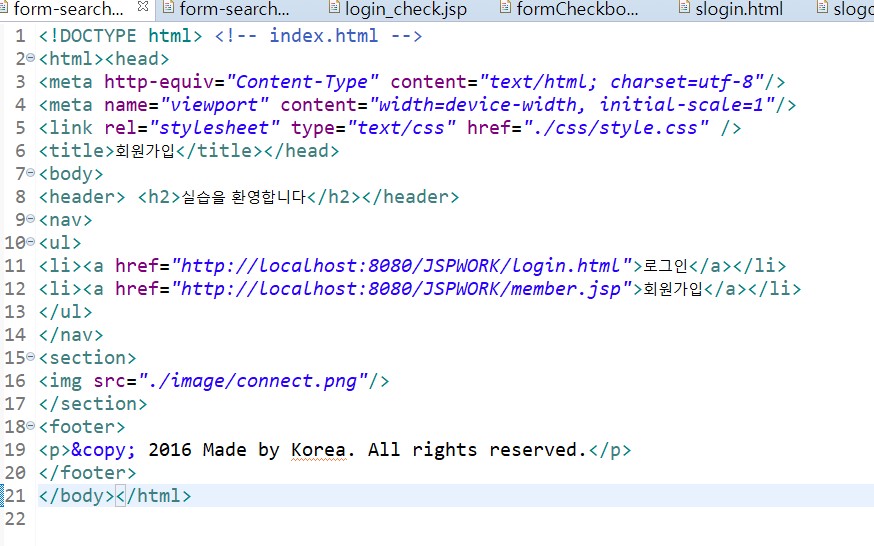 form-search... form-search... login_check.jsp formCheckbo... slogin.html slogo
1 <!DOCTYPE html> <!-- index.html -->
2 <html><head>
3 <meta http-equiv="Content-Type" content="text/html; charset=utf-8"/>
4 <meta name="viewport" content="width=device-width, initial-scale=1"/>
5 <link rel="stylesheet" type="text/css" href="./css/style.css" />
6 <title>회원가입</title></head>
7 <body>
8 <header> <h2>실습을 환영합니다</h2></header>
9 <nav>
10 <ul>
11 <li><a href="http://localhost:8080/JSPWORK/login.html">로그인</a></li>
12 <li><a href="http://localhost:8080/JSPWORK/member.jsp">회원가입</a></li>
13 </ul>
14 </nav>
15 <section>
16 <img src="./image/connect.png"/>
17 </section>
18 <footer>
19 <p>&copy; 2016 Made by Korea. All rights reserved.</p>
20 </footer>
21 </body></html>
22